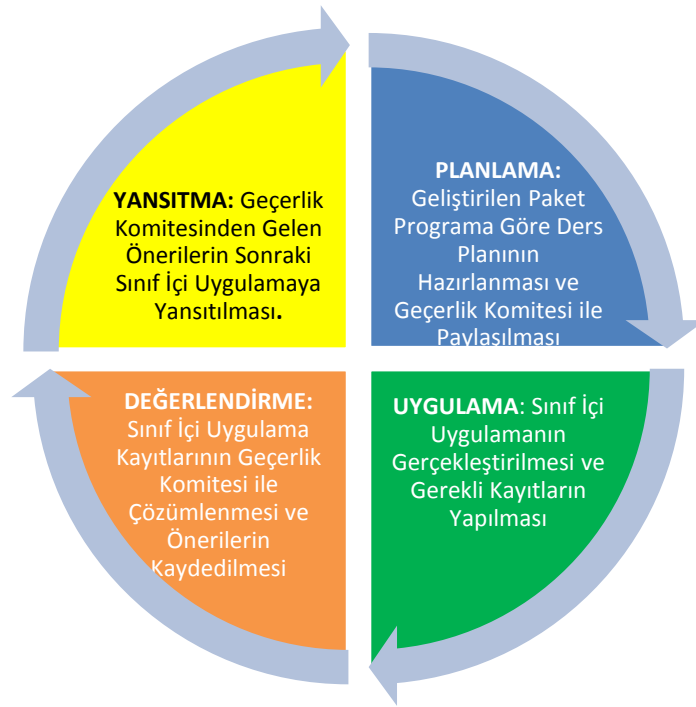 YANSITMA: Geçerlik
Komitesinden Gelen
Önerilerin Sonraki
Sınıf İçi Uygulamaya
Yansıtılması.
PLANLAMA:
Geliştirilen Paket
Programa Göre Ders
Planının
Hazırlanması ve
Geçerlik Komitesi ile
Paylaşılması
DEĞERLENDİRME:
Sınıf İçi Uygulama
Kayıtlarının Geçerlik
Komitesi ile
Çözümlenmesi ve
Önerilerin
Kaydedilmesi
UYGULAMA: Sınıf İçi
Uygulamanın
Gerçekleştirilmesi ve
Gerekli Kayıtların
Yapılması